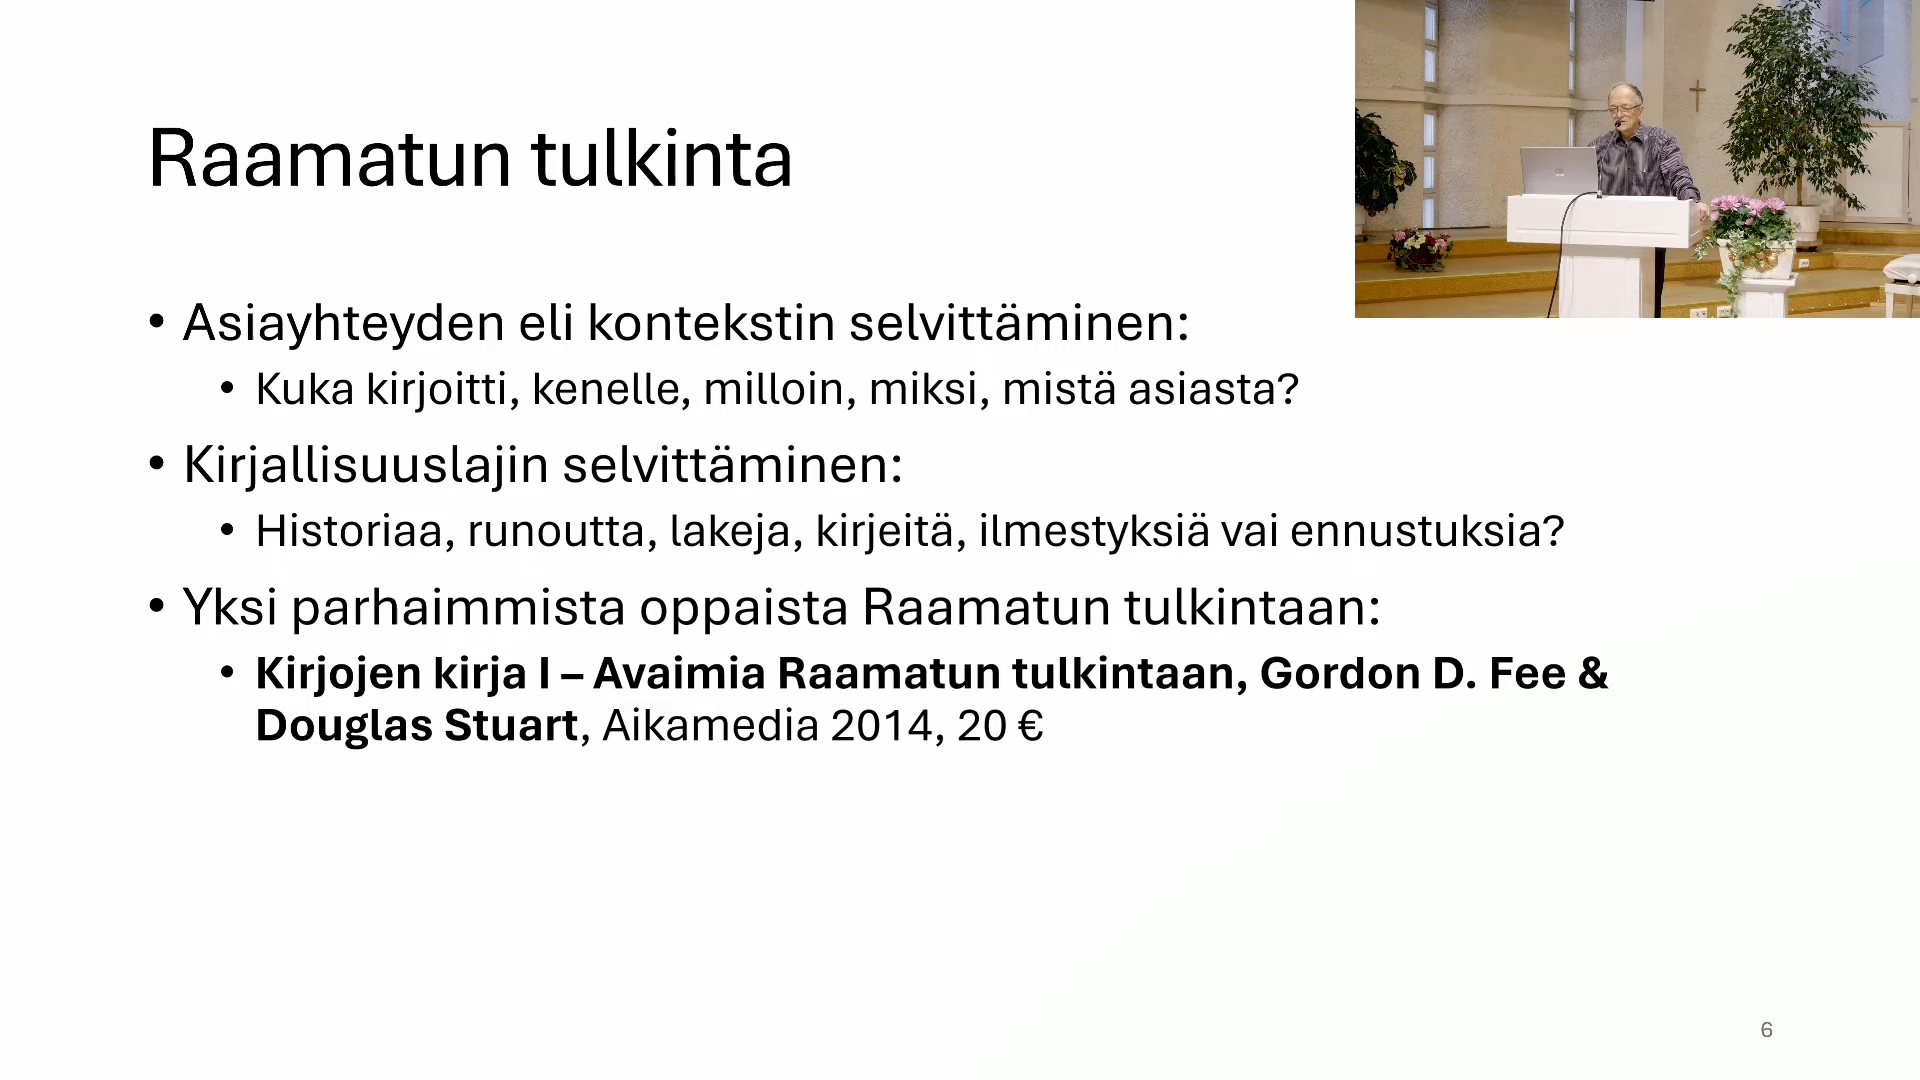 Raamatun tulkinta
• Asiayhteyden eli kontekstin selvittäminen:
• Kuka kirjoitti, kenelle, milloin, miksi, mistä asiasta?
• Kirjallisuuslajin selvittäminen:
• Historiaa, runoutta, lakeja, kirjeitä, ilmestyksiä vai ennustuksia?
• Yksi parhaimmista oppaista Raamatun tulkintaan:
• Kirjojen kirja I – Avaimia Raamatun tulkintaan, Gordon D. Fee &
Douglas Stuart, Aikamedia 2014, 20 €
6